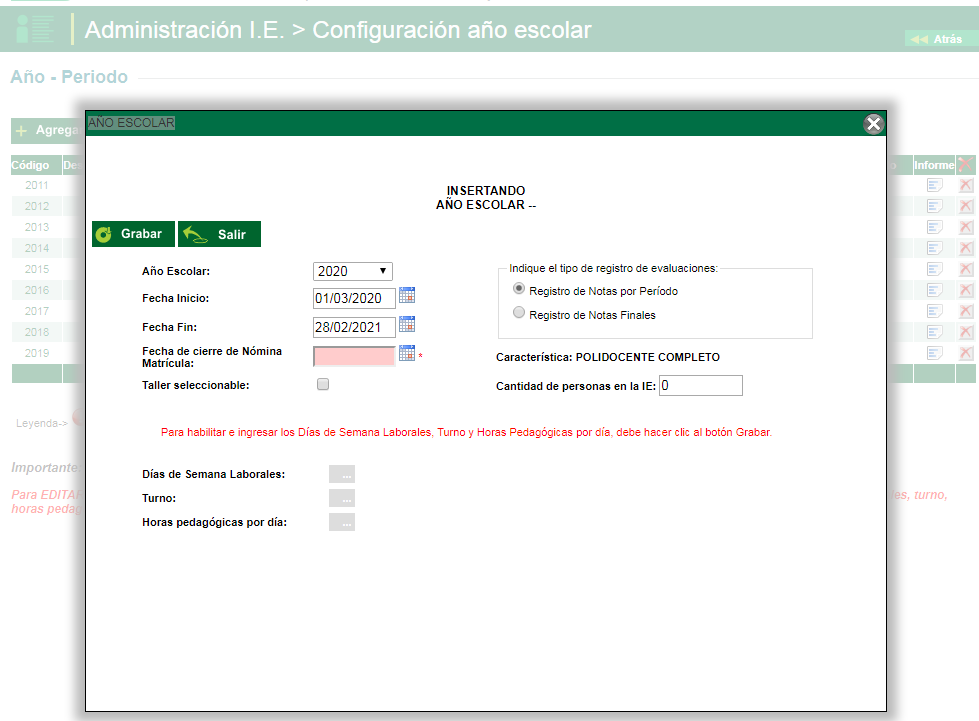 Administración I.E. > Configuración año escolar
Atrás
Año - Periodo
Agrega
AÑO ESCOLAR
Código
Des
Informe
2011
2012
2013
2014
2015
2016
2017
2018
2019
INSERTANDO
AÑO ESCOLAR --
Grabar
Salir
Año Escolar:
2020
Fecha Inicio:
01/03/2020
Fecha Fin:
28/02/2021
Fecha de cierre de Nómina
Matrícula:
*
Taller seleccionable:
Indique el tipo de registro de evaluaciones:
Registro de Notas por Período
Registro de Notas Finales
Característica: POLIDOCENTE COMPLETO
Cantidad de personas en la IE: 0
Para habilitar e ingresar los Días de Semana Laborales, Turno y Horas Pedagógicas por día, debe hacer clic al botón Grabar.
Días de Semana Laborales: ...
Turno: ...
Horas pedagógicas por día: ...
Leyenda->
Importante
Para EDITA
es, turno,
horas pedag